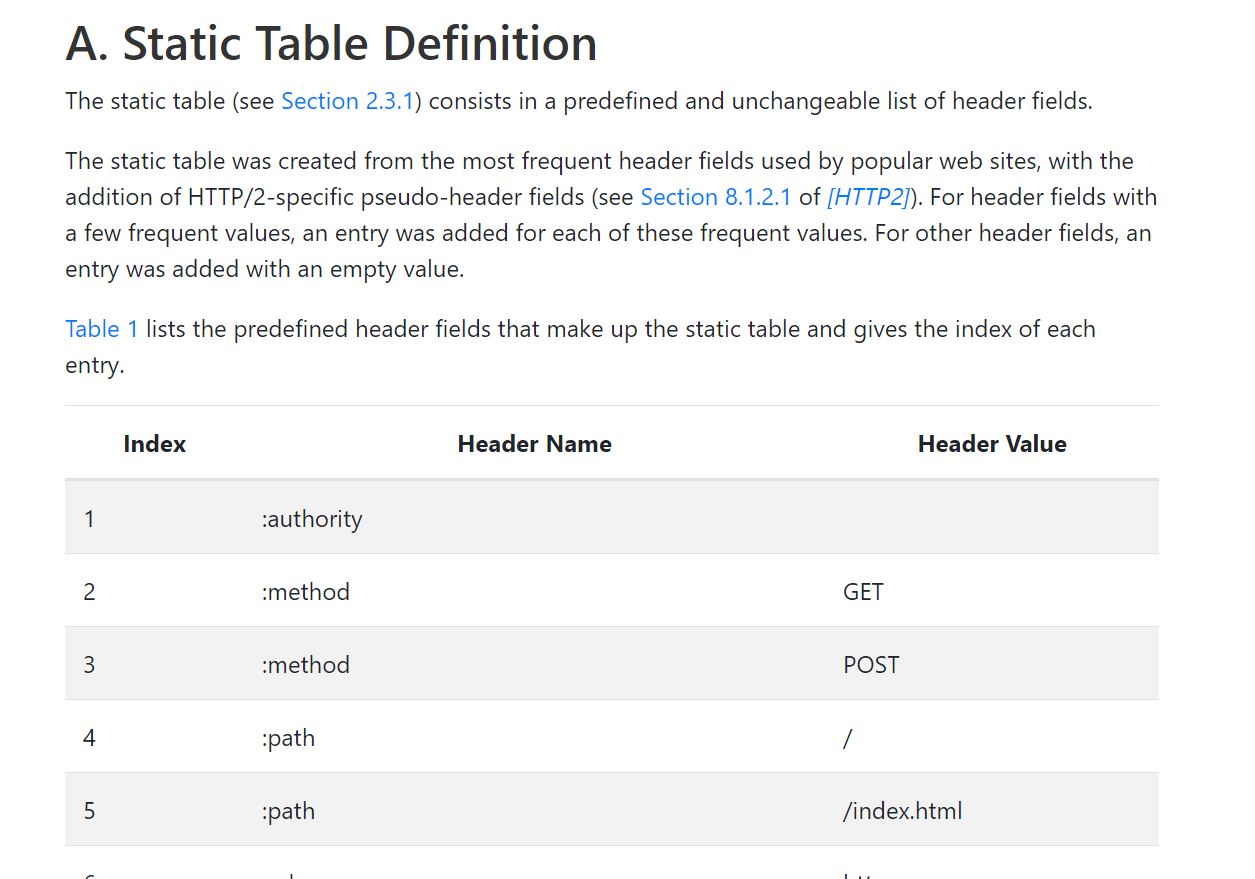 A. Static Table Definition
The static table (see Section 2.3.1) consists in a predefined and unchangeable list of header fields.
The static table was created from the most frequent header fields used by popular web sites, with the
addition of HTTP/2-specific pseudo-header fields (see Section 8.1.2.1 of [HTTP2]). For header fields with
a few frequent values, an entry was added for each of these frequent values. For other header fields, an
entry was added with an empty value.
Table 1 lists the predefined header fields that make up the static table and gives the index of each
entry.
Index Header Name Header Value
1 :authority
2 :method GET
3 :method POST
4 :path /
5 :path /index.html